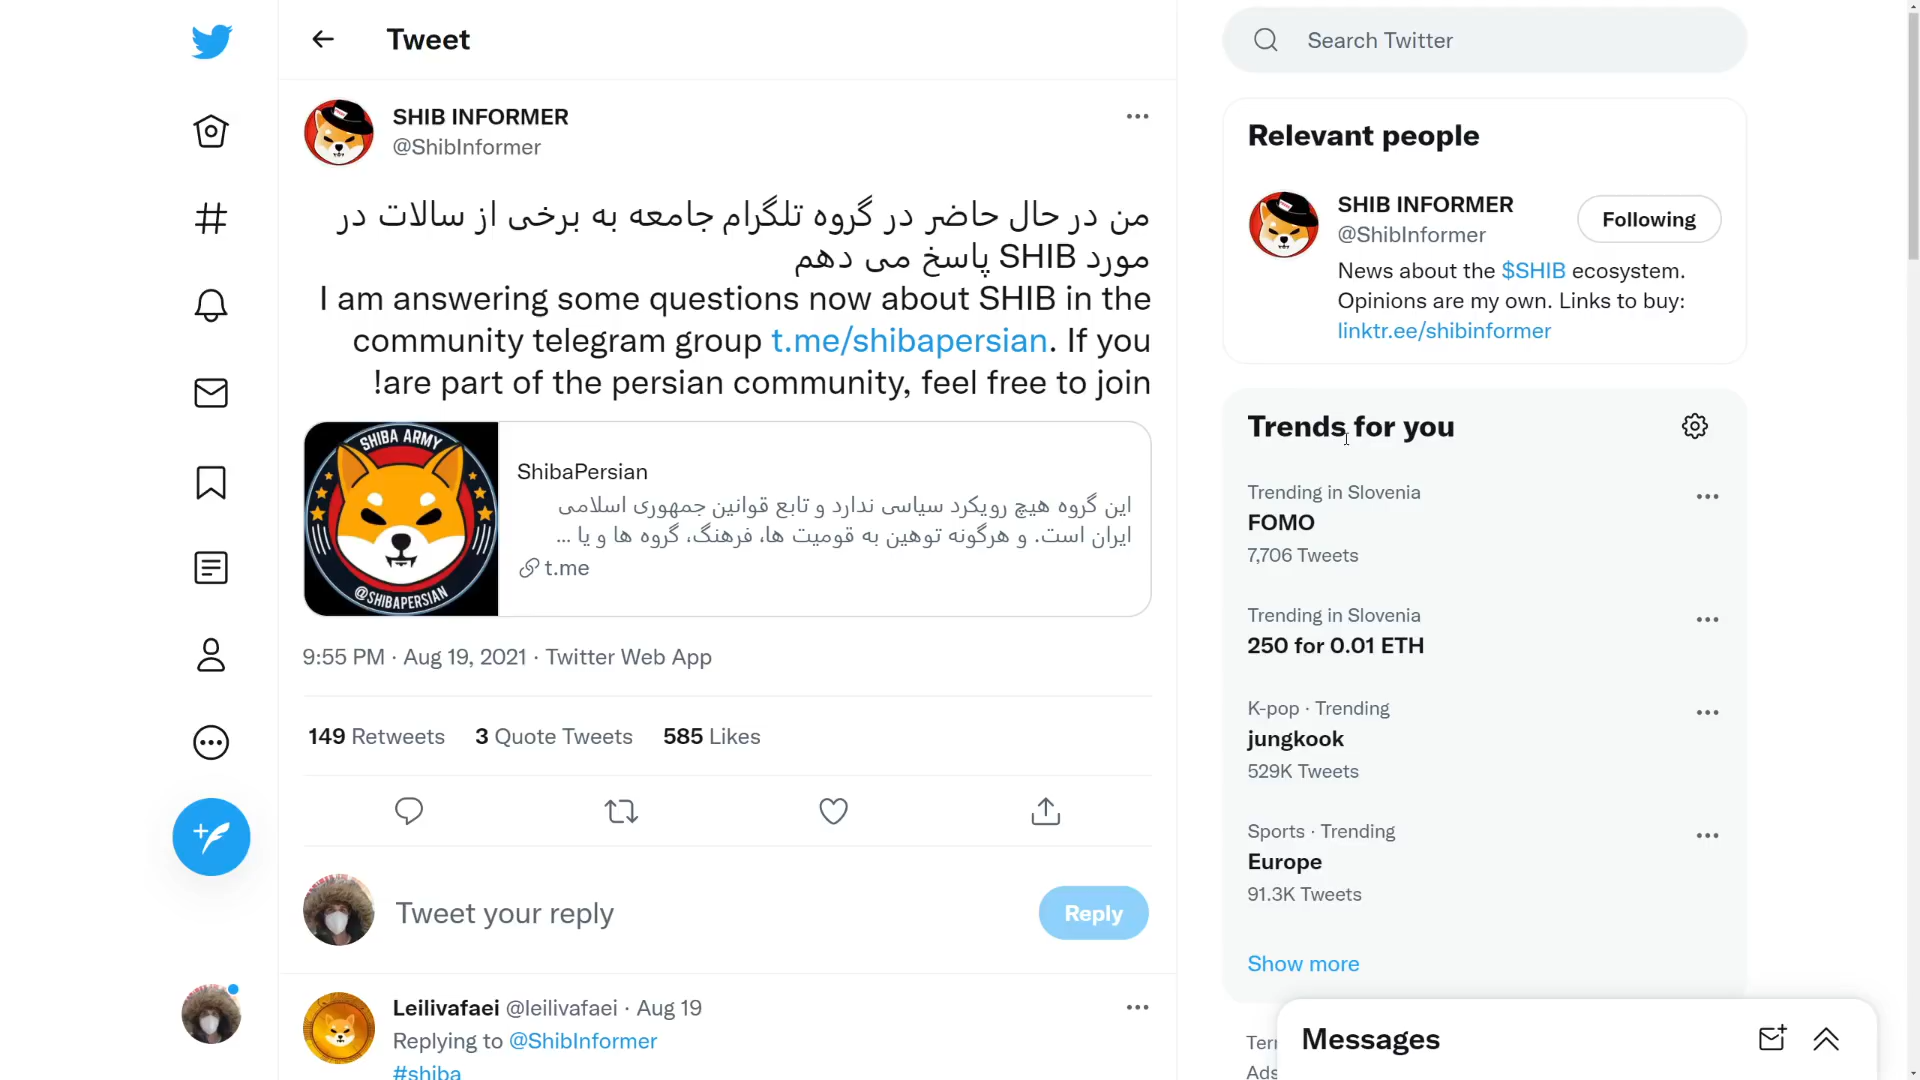 Tweet
SHIB INFORMER
@ShibInformer
من در حال حاضر در گروه تلگرام جامعه به برخی از سالات در
مورد SHIB پاسخ می دهم
I am answering some questions now about SHIB in the
community telegram group t.me/shibapersian. If you
!are part of the persian community, feel free to join
SHIBA ARMY
@SHIBAPERSIAN
ShibaPersian
این گروه هیچ رویکرد سیاسی ندارد و تابع قوانین جمهوری اسلامی
ایران است. و هرگونه توهین به قومیت ها، فرهنگ، گروه ها و یا ...
t.me
9:55 PM · Aug 19, 2021 · Twitter Web App
149 Retweets 3 Quote Tweets 585 Likes
Tweet your reply
Reply
Leilivafaei @leilivafaei · Aug 19
Replying to @ShibInformer
#shiba
Search Twitter
Relevant people
SHIB INFORMER
@ShibInformer
Following
News about the $SHIB ecosystem.
Opinions are my own. Links to buy:
linktr.ee/shibinformer
Trends for you
Trending in Slovenia
FOMO
7,706 Tweets
Trending in Slovenia
250 for 0.01 ETH
K-pop · Trending
jungkook
529K Tweets
Sports · Trending
Europe
91.3K Tweets
Show more
Messages